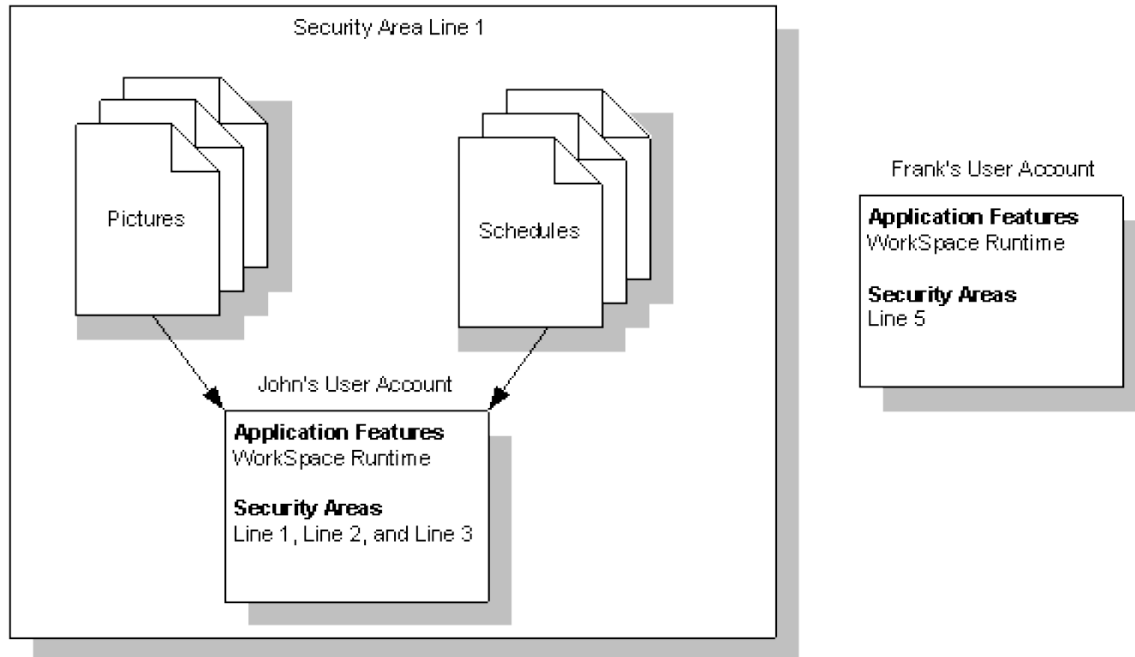 Security Area Line 1
Pictures
Schedules
John's User Account
Application Features
WorkSpace Runtime
Security Areas
Line 1, Line 2, and Line 3
Frank's User Account
Application Features
WorkSpace Runtime
Security Areas
Line 5